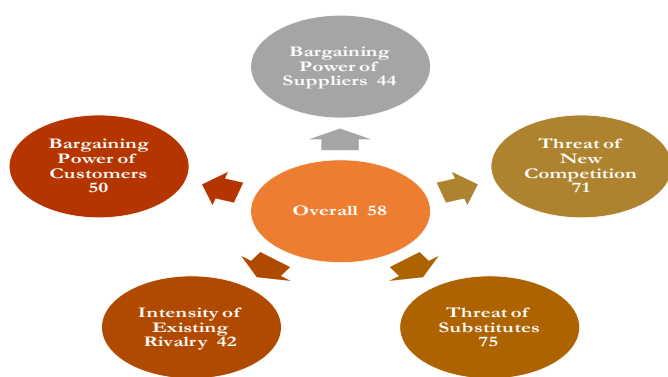 Bargaining
Power of
Suppliers 44
Bargaining
Power of
Customers
50
Threat of
New
Competition
71
Overall 58
Intensity of
Existing
Rivalry 42
Threat of
Substitutes
75